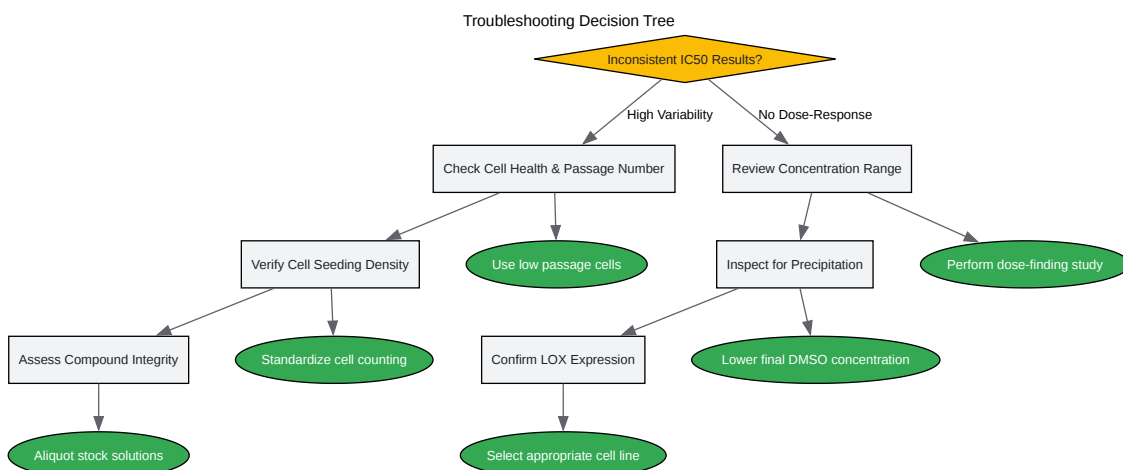 Troubleshooting Decision Tree
Inconsistent IC50 Results?
High Variability
No Dose-Response
Check Cell Health & Passage Number
Review Concentration Range
Verify Cell Seeding Density
Use low passage cells
Inspect for Precipitation
Perform dose-finding study
Assess Compound Integrity
Standardize cell counting
Confirm LOX Expression
Lower final DMSO concentration
Aliquot stock solutions
Select appropriate cell line